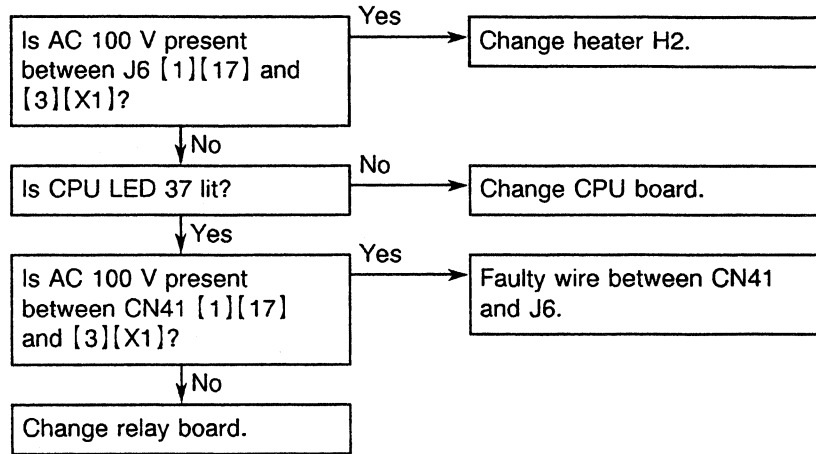 Is AC 100 V present
between J6 [1][17] and
[3][X1]?
Yes
Change heater H2.
No
Is CPU LED 37 lit?
No
Change CPU board.
Yes
Is AC 100 V present
between CN41 [1][17]
and [3][X1]?
Yes
Faulty wire between CN41
and J6.
No
Change relay board.